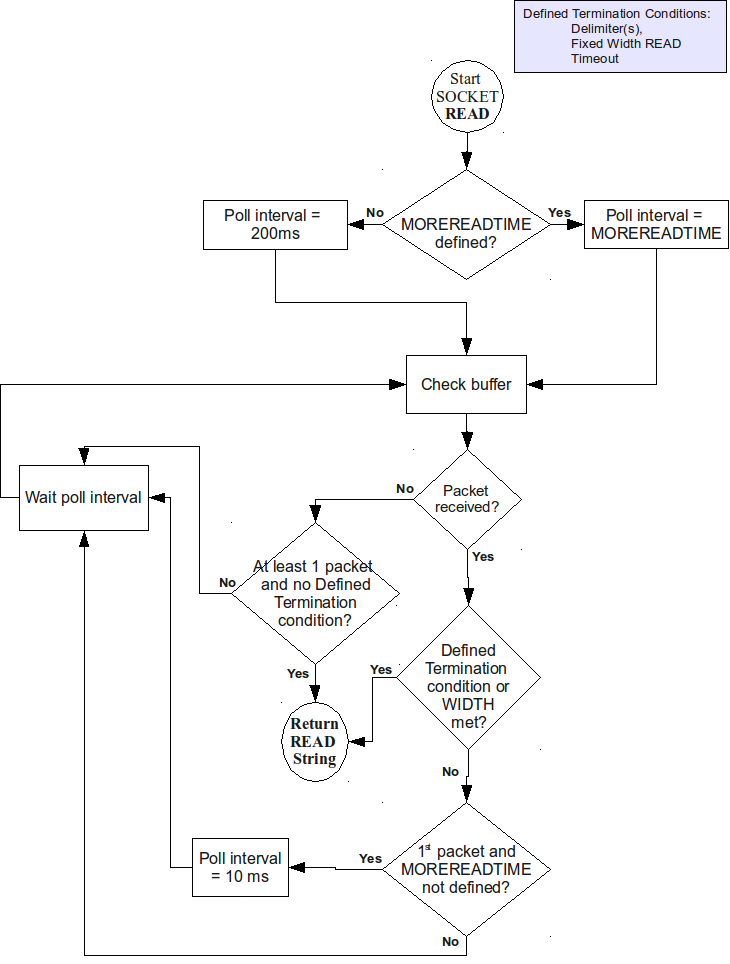 Defined Termination Conditions:
Delimiter(s),
Fixed Width READ
Timeout
Start
SOCKET
READ
No
Yes
Poll interval =
200ms
MOREREADTIME
defined?
Poll interval =
MOREREADTIME
Check buffer
Wait poll interval
No
Packet
received?
Yes
At least 1 packet
and no Defined
Termination
condition?
No
Yes
Defined
Termination
condition or
WIDTH
met?
Yes
Return
READ
String
No
Poll interval
= 10 ms
Yes
1st packet and
MOREREADTIME
not defined?
No